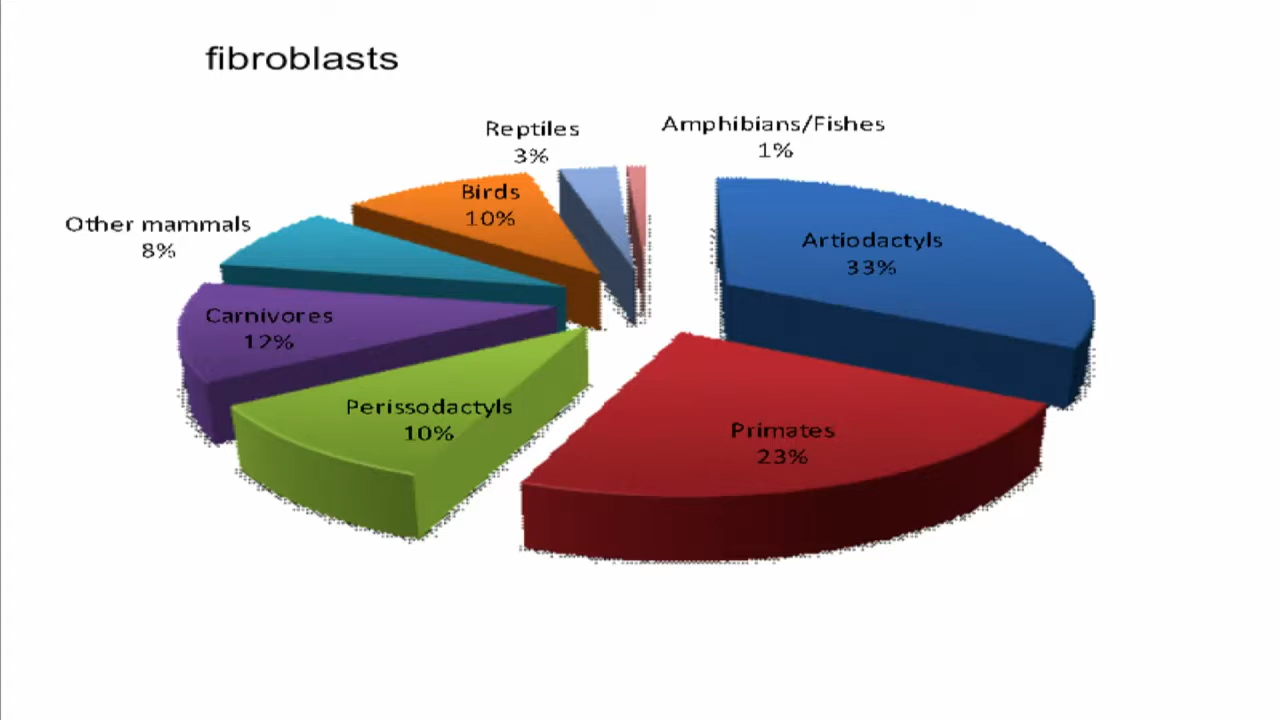 fibroblasts
Reptiles
3%
Amphibians/Fishes
1%
Birds
10%
Other mammals
8%
Artiodactyls
33%
Carnivores
12%
Perissodactyls
10%
Primates
23%